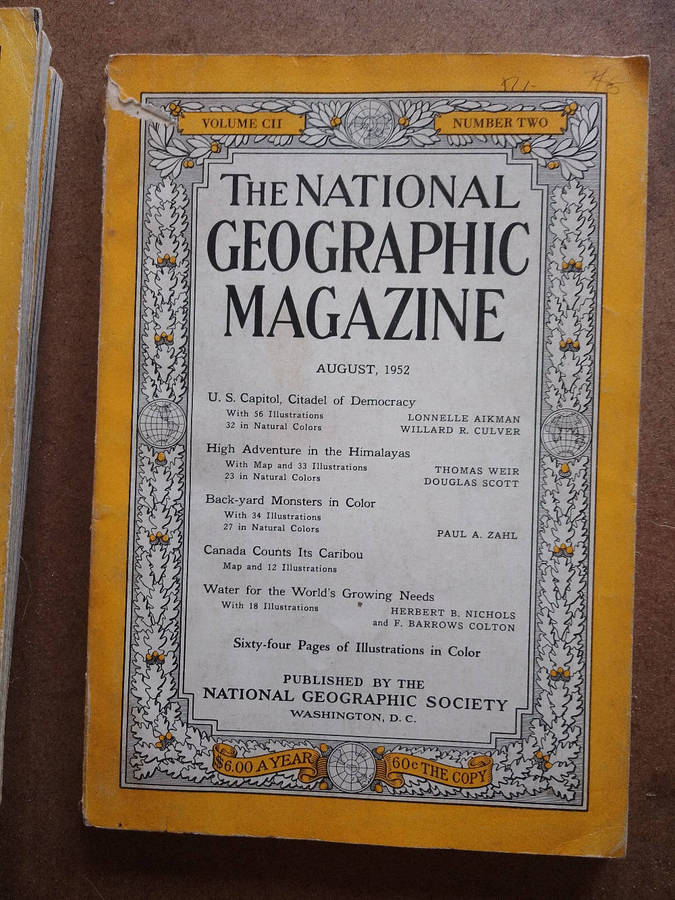 VOLUME CII NUMBER TWO
THE NATIONAL
GEOGRAPHIC
MAGAZINE
AUGUST, 1952
U. S. Capitol, Citadel of Democracy
With 56 Illustrations LONNELLE AIKMAN
32 in Natural Colors WILLARD R. CULVER
High Adventure in the Himalayas
With Map and 33 Illustrations THOMAS WEIR
23 in Natural Colors DOUGLAS SCOTT
Back-yard Monsters in Color
With 34 Illustrations
27 in Natural Colors PAUL A. ZAHL
Canada Counts Its Caribou
Map and 12 Illustrations
Water for the World's Growing Needs
With 18 Illustrations HERBERT B. NICHOLS
and F. BARROWS COLTON
Sixty-four Pages of Illustrations in Color
PUBLISHED BY THE
NATIONAL GEOGRAPHIC SOCIETY
WASHINGTON, D. C.
$6.00 A YEAR 60c THE COPY